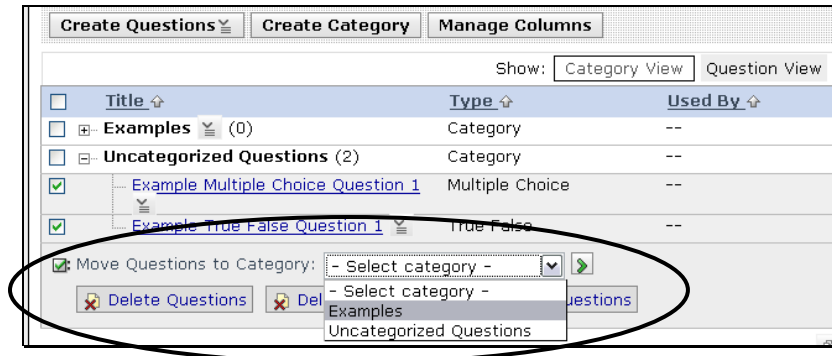 Create Questions Create Category Manage Columns
Show: Category View Question View
Title Type Used By
Examples (0) Category --
Uncategorized Questions (2) Category --
Example Multiple Choice Question 1 Multiple Choice --
Example True False Question 1 True False --
Move Questions to Category: - Select category -
- Select category -
Delete Questions Del estions
Examples
Uncategorized Questions